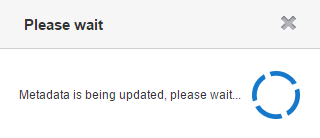 Please wait
Metadata is being updated, please wait...